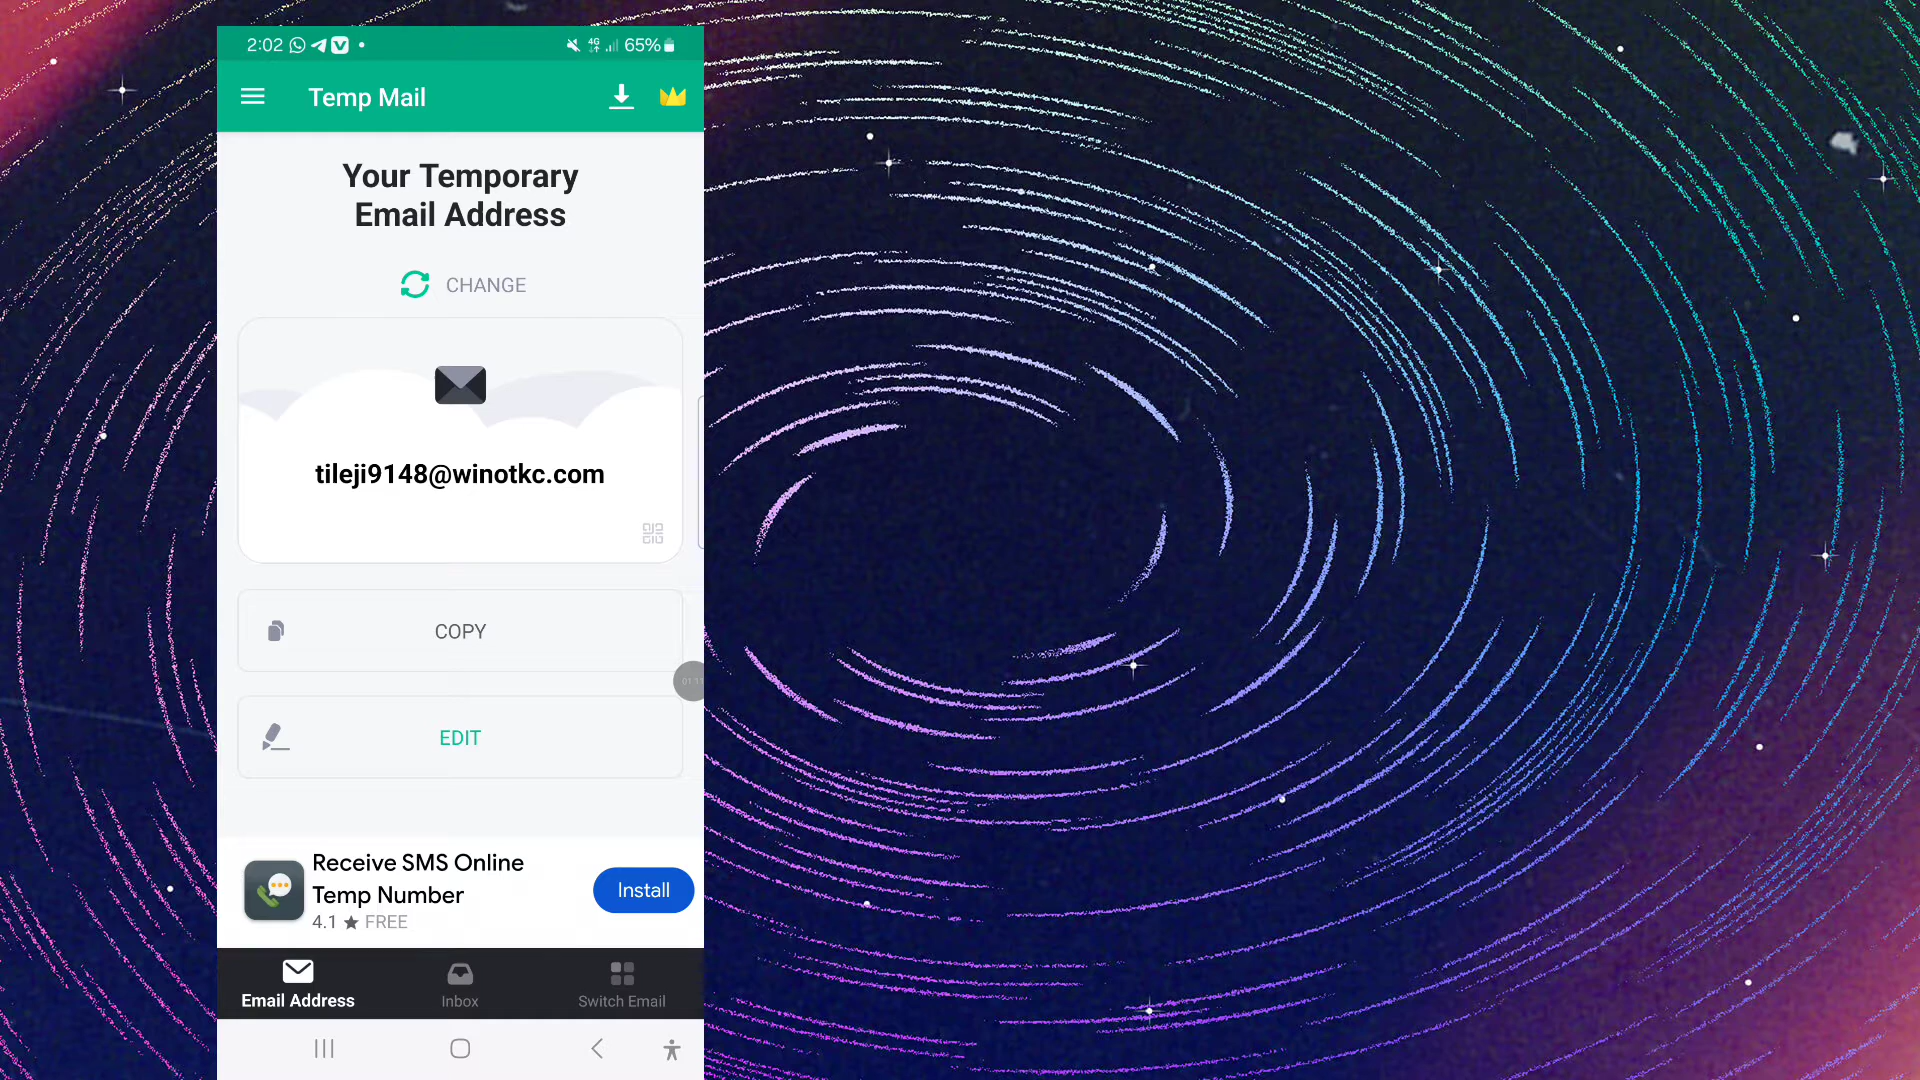 2:02
4G
65%
Temp Mail
Your Temporary
Email Address
CHANGE
tileji9148@winotkc.com
COPY
EDIT
Receive SMS Online
Temp Number
4.1 ★ FREE
Install
Email Address
Inbox
Switch Email